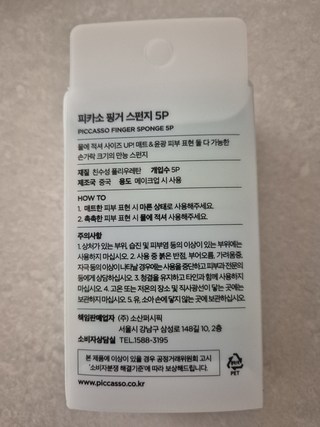 피카소 핑거 스펀지 5P
PICCASSO FINGER SPONGE 5P
물에 적셔 사이즈 UP! 매트&윤광 피부 표현 둘 다 가능한
손가락 크기의 만능 스펀지
재질 친수성 폴리우레탄 개입수 5P
제조국 중국 용도 메이크업 시 사용
HOW TO
1. 매트한 피부 표현 시 마른 상태로 사용해주세요.
2. 촉촉한 피부 표현 시 물에 적셔 사용해주세요.
주의사항
1. 상처가 있는 부위, 습진 및 피부염 등의 이상이 있는 부위에는
사용하지 마십시오. 2. 사용 중 붉은 반점, 부어오름, 가려움증,
자극 등의 이상이 나타날 경우에는 사용을 중단하고 피부과 전문의
등에게 상담하십시오. 3. 청결을 유지하고 타인과 함께 사용하지
마십시오. 4. 고온 또는 저온의 장소 및 직사광선이 닿는 곳에는
보관하지 마십시오. 5. 유, 소아 손에 닿지 않는 곳에 보관하십시오.
책임판매업자 (주) 소산퍼시픽
서울시 강남구 삼성로 148길 10, 2층
소비자상담실 TEL.1588-3195
본 제품에 이상이 있을 경우 공정거래위원회 고시
'소비자분쟁 해결기준'에 따라 보상해드립니다.
PET
www.piccasso.co.kr